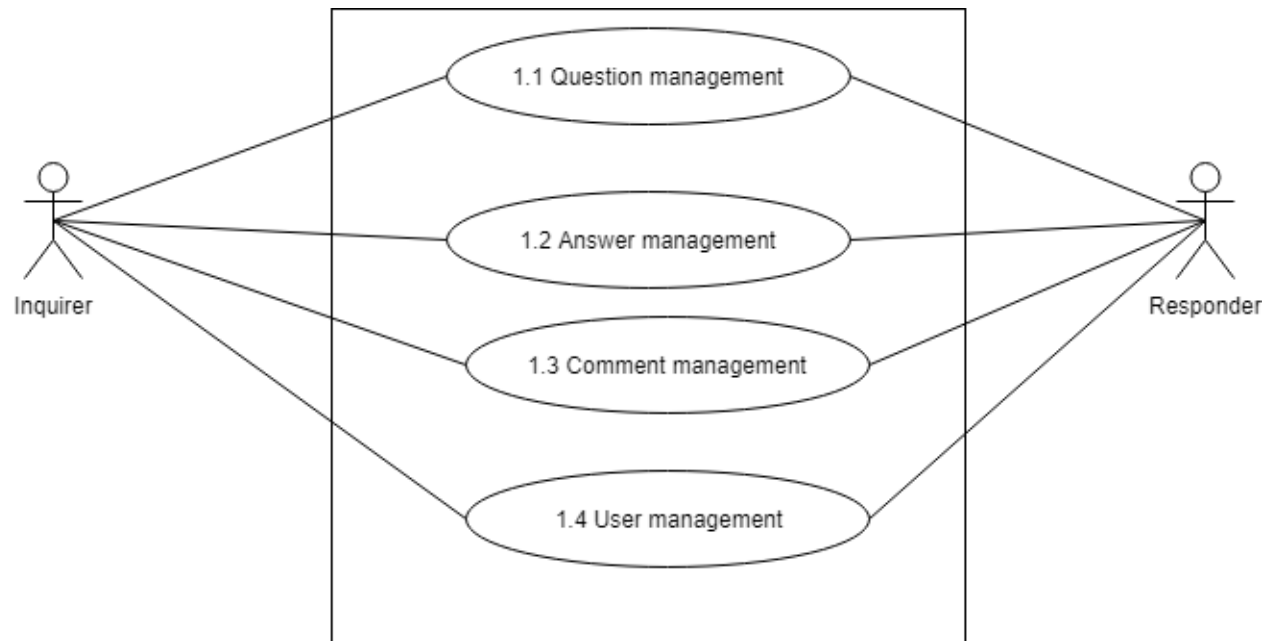 1.1 Question management
1.2 Answer management
Inquirer
Responder
1.3 Comment management
1.4 User management